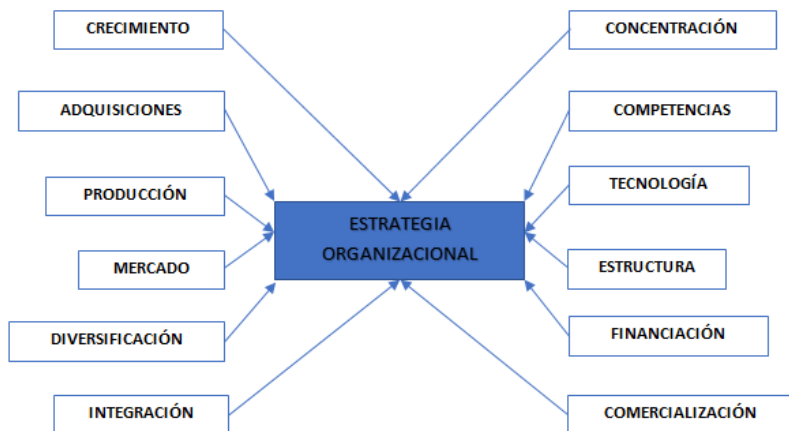 CRECIMIENTO
CONCENTRACIÓN
ADQUISICIONES
COMPETENCIAS
PRODUCCIÓN
TECNOLOGÍA
ESTRATEGIA
ORGANIZACIONAL
MERCADO
ESTRUCTURA
DIVERSIFICACIÓN
FINANCIACIÓN
INTEGRACIÓN
COMERCIALIZACIÓN